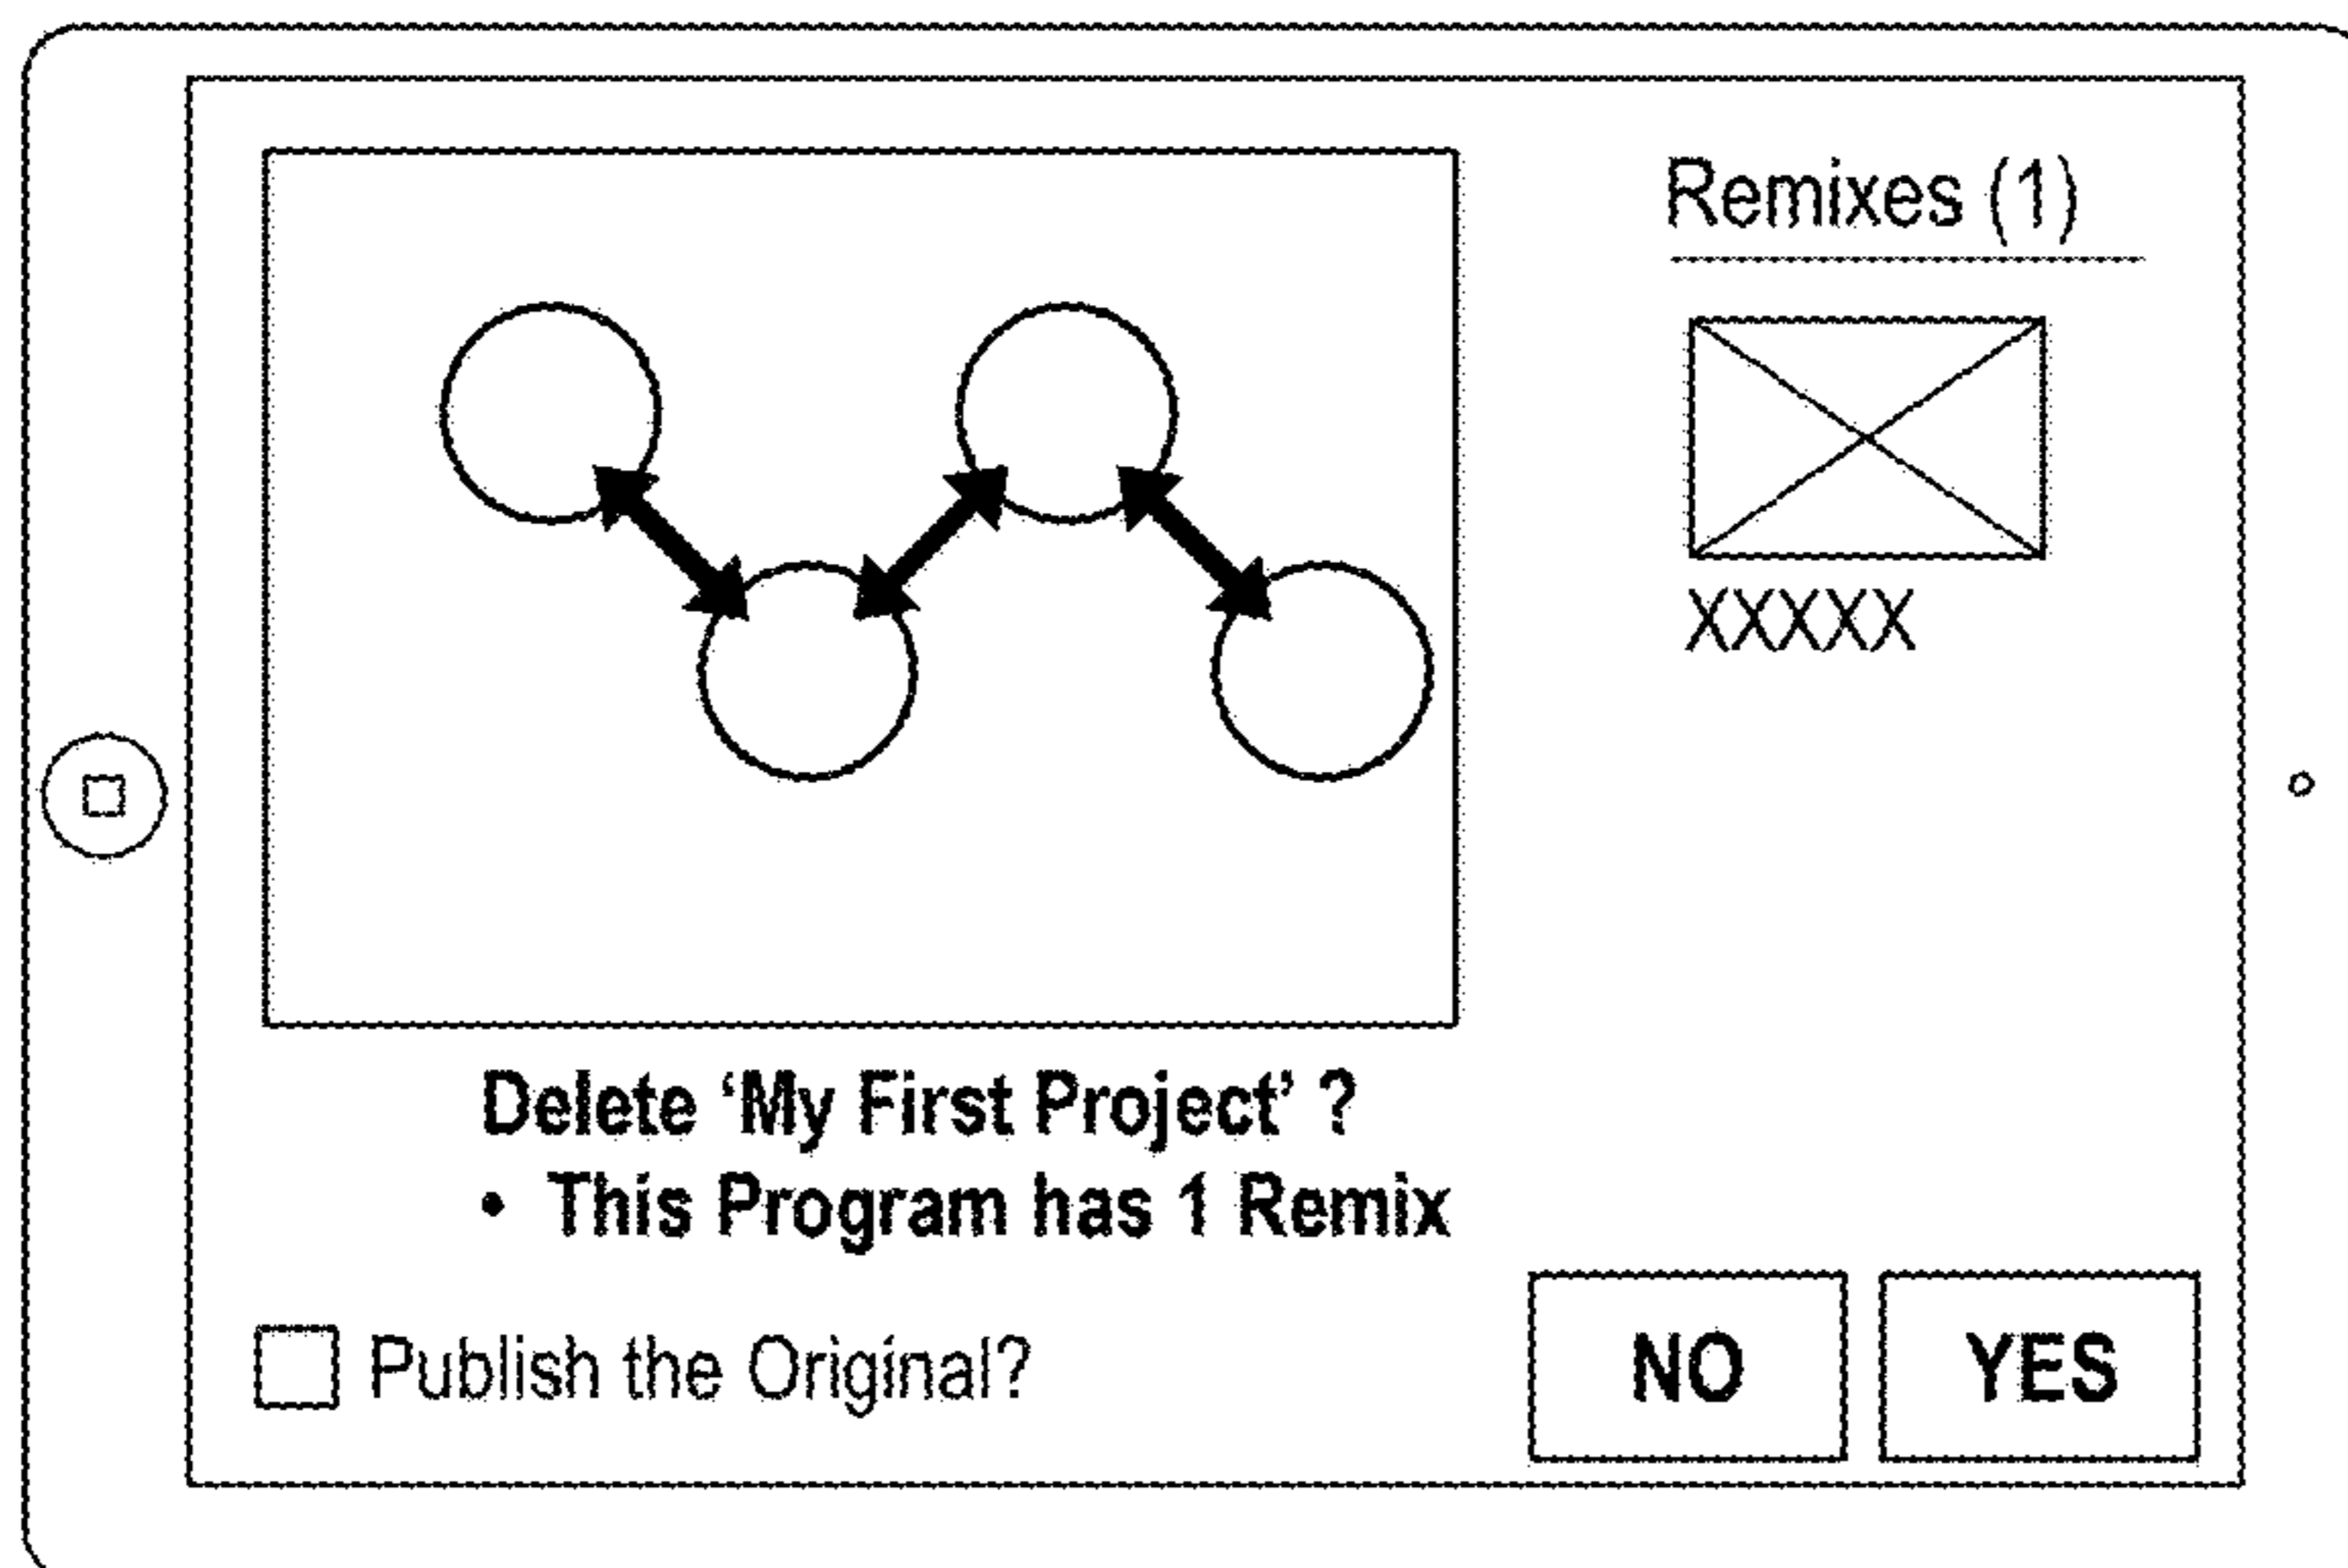 Remixes (1)
XXXXX
Delete ‘My First Project’ ?
• This Program has 1 Remix
Publish the Original?
NO
YES